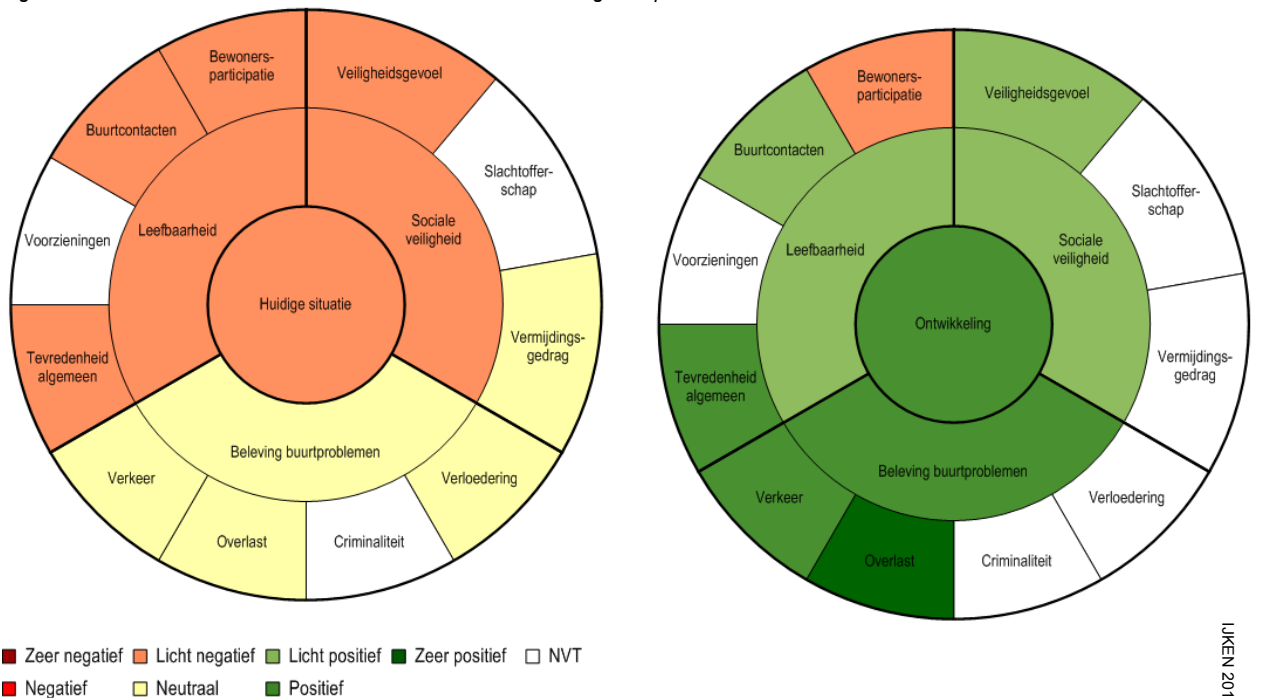 Bewoners-
participatie
Veiligheidsgevoel
Buurtcontacten
Slachtoffer-
schap
Voorzieningen
Leefbaarheid
Sociale
veiligheid
Huidige situatie
Tevredenheid
algemeen
Vermijdings-
gedrag
Beleving buurtproblemen
Verkeer
Verloedering
Overlast
Criminaliteit
Bewoners-
participatie
Veiligheidsgevoel
Buurtcontacten
Slachtoffer-
schap
Voorzieningen
Leefbaarheid
Sociale
veiligheid
Ontwikkeling
Tevredenheid
algemeen
Vermijdings-
gedrag
Beleving buurtproblemen
Verkeer
Verloedering
Overlast
Criminaliteit
Zeer negatief Licht negatief Licht positief Zeer positief NVT
Negatief Neutraal Positief